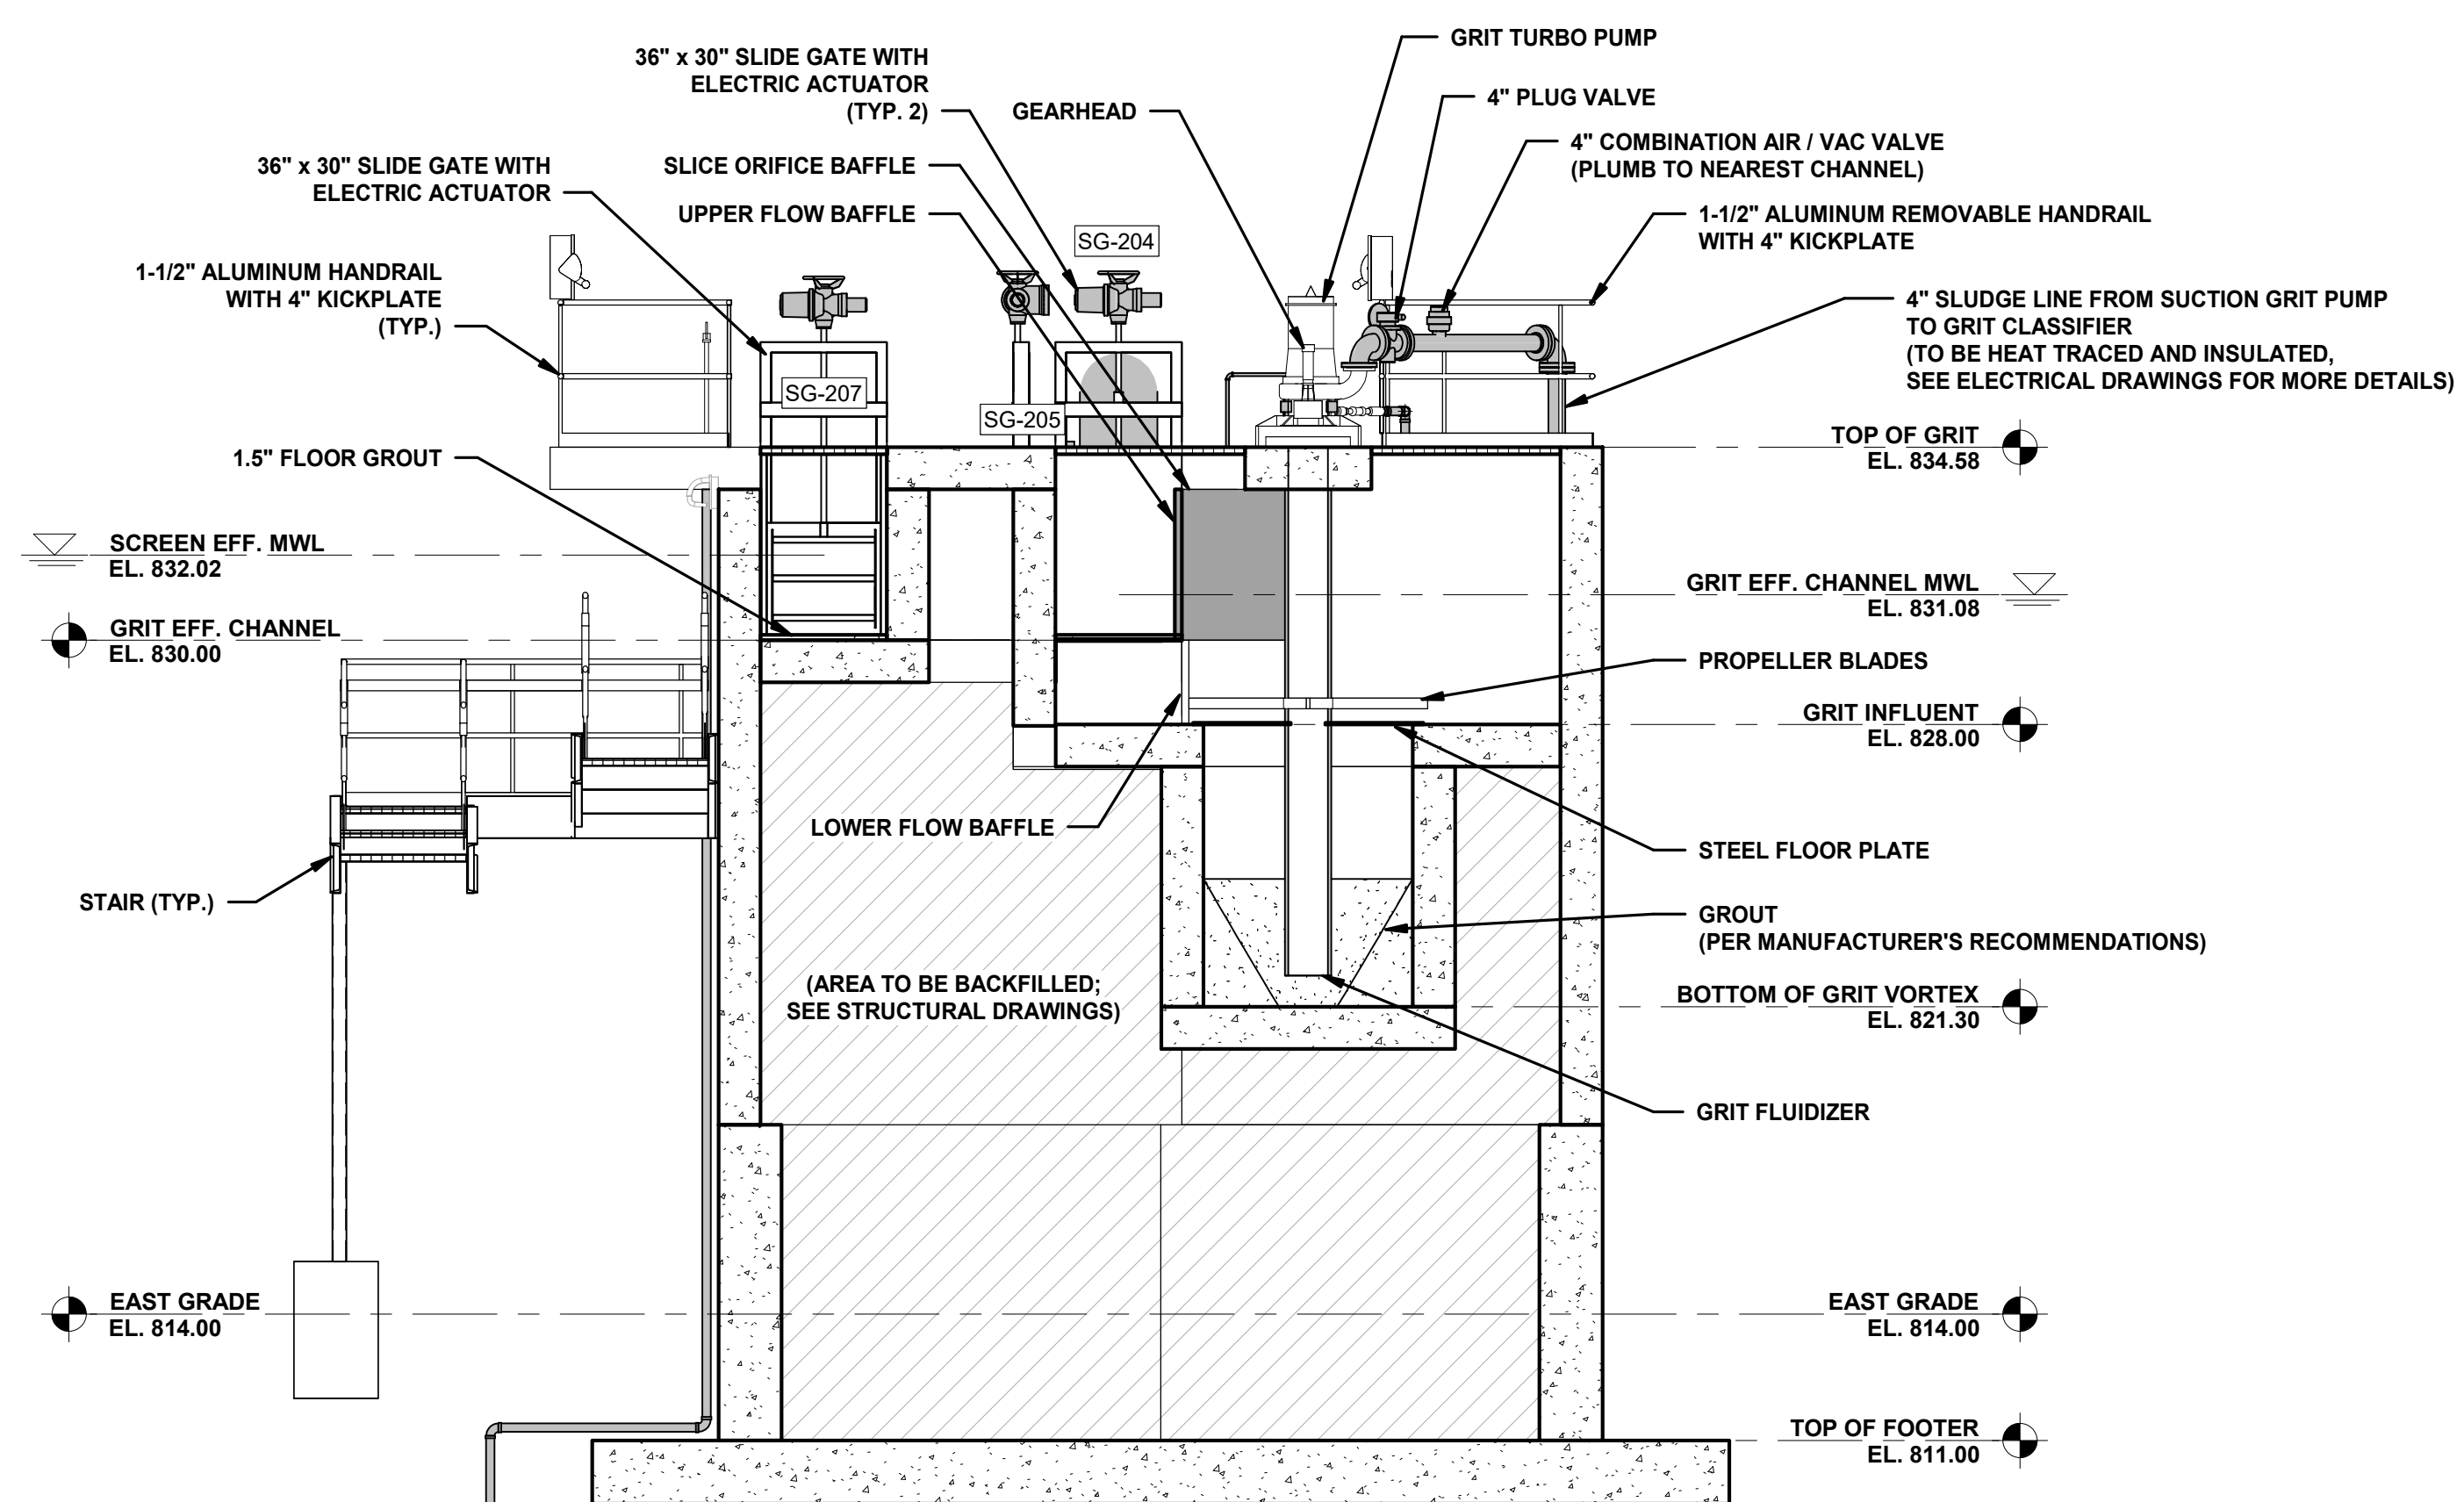 GRIT TURBO PUMP
36" x 30" SLIDE GATE WITH
ELECTRIC ACTUATOR
(TYP. 2)
GEARHEAD
4" PLUG VALVE
4" COMBINATION AIR / VAC VALVE
(PLUMB TO NEAREST CHANNEL)
36" x 30" SLIDE GATE WITH
ELECTRIC ACTUATOR
SLICE ORIFICE BAFFLE
UPPER FLOW BAFFLE
1-1/2" ALUMINUM REMOVABLE HANDRAIL
WITH 4" KICKPLATE
SG-204
1-1/2" ALUMINUM HANDRAIL
WITH 4" KICKPLATE
(TYP.)
4" SLUDGE LINE FROM SUCTION GRIT PUMP
TO GRIT CLASSIFIER
(TO BE HEAT TRACED AND INSULATED,
SEE ELECTRICAL DRAWINGS FOR MORE DETAILS)
SG-207
SG-205
1.5" FLOOR GROUT
TOP OF GRIT
EL. 834.58
SCREEN EFF. MWL
EL. 832.02
GRIT EFF. CHANNEL MWL
EL. 831.08
GRIT EFF. CHANNEL
EL. 830.00
PROPELLER BLADES
GRIT INFLUENT
EL. 828.00
LOWER FLOW BAFFLE
STEEL FLOOR PLATE
STAIR (TYP.)
GROUT
(PER MANUFACTURER'S RECOMMENDATIONS)
(AREA TO BE BACKFILLED;
SEE STRUCTURAL DRAWINGS)
BOTTOM OF GRIT VORTEX
EL. 821.30
GRIT FLUIDIZER
EAST GRADE
EL. 814.00
EAST GRADE
EL. 814.00
TOP OF FOOTER
EL. 811.00